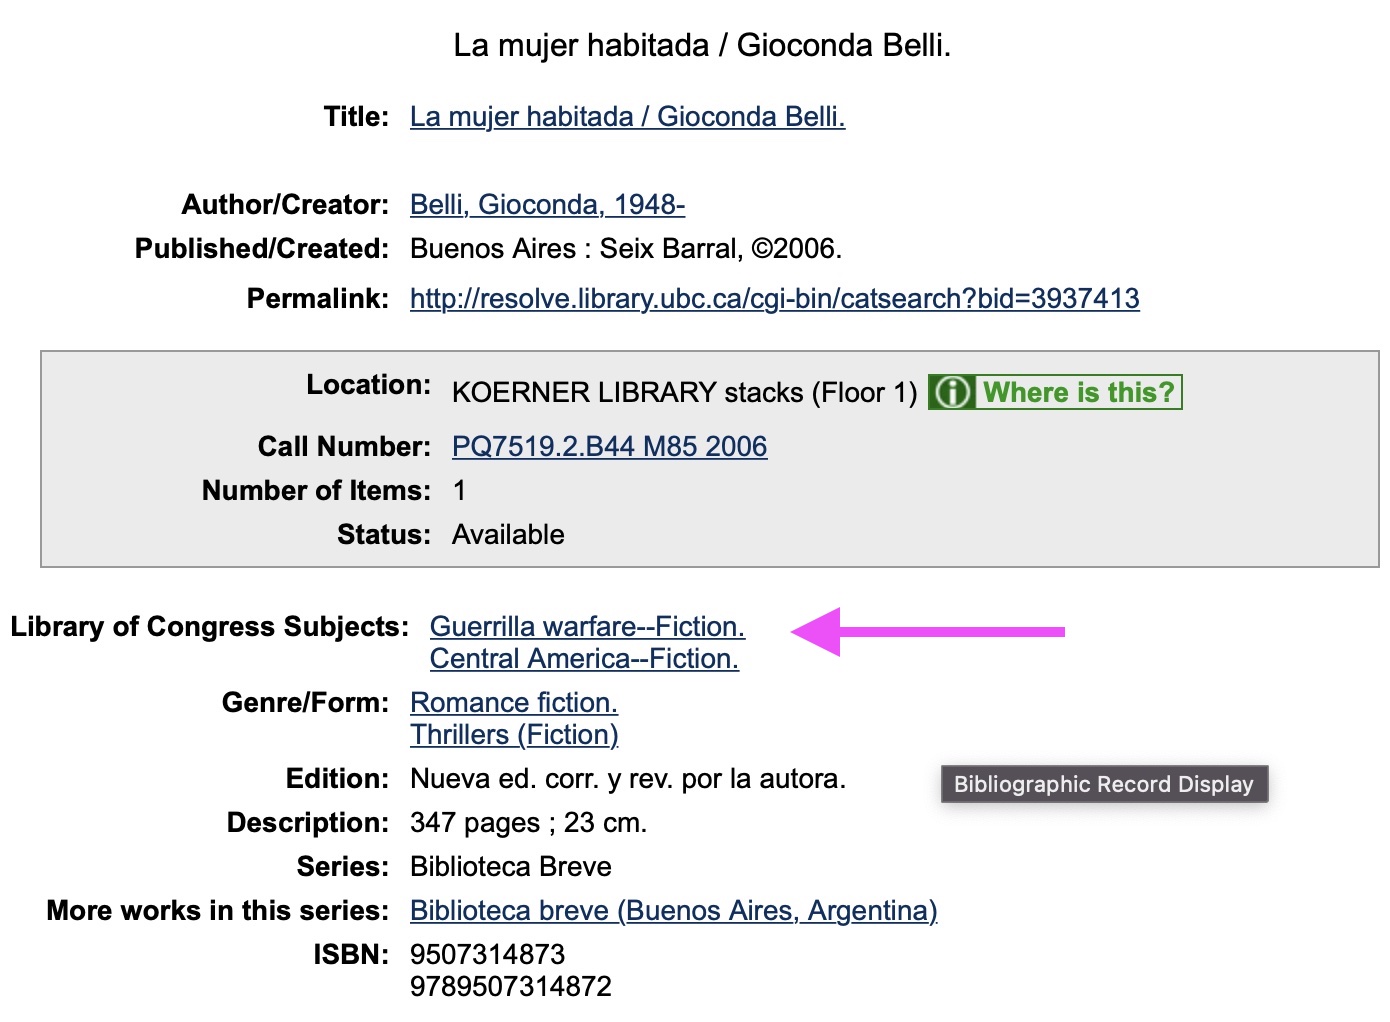 La mujer habitada / Gioconda Belli.
Title: La mujer habitada / Gioconda Belli.
Author/Creator: Belli, Gioconda, 1948-
Published/Created: Buenos Aires : Seix Barral, ©2006.
Permalink: http://resolve.library.ubc.ca/cgi-bin/catsearch?bid=3937413
Location: KOERNER LIBRARY stacks (Floor 1) Where is this?
Call Number: PQ7519.2.B44 M85 2006
Number of Items: 1
Status: Available
Library of Congress Subjects: Guerrilla warfare--Fiction.
Central America--Fiction.
Genre/Form: Romance fiction.
Thrillers (Fiction)
Edition: Nueva ed. corr. y rev. por la autora.
Bibliographic Record Display
Description: 347 pages ; 23 cm.
Series: Biblioteca Breve
More works in this series: Biblioteca breve (Buenos Aires, Argentina)
ISBN: 9507314873
9789507314872